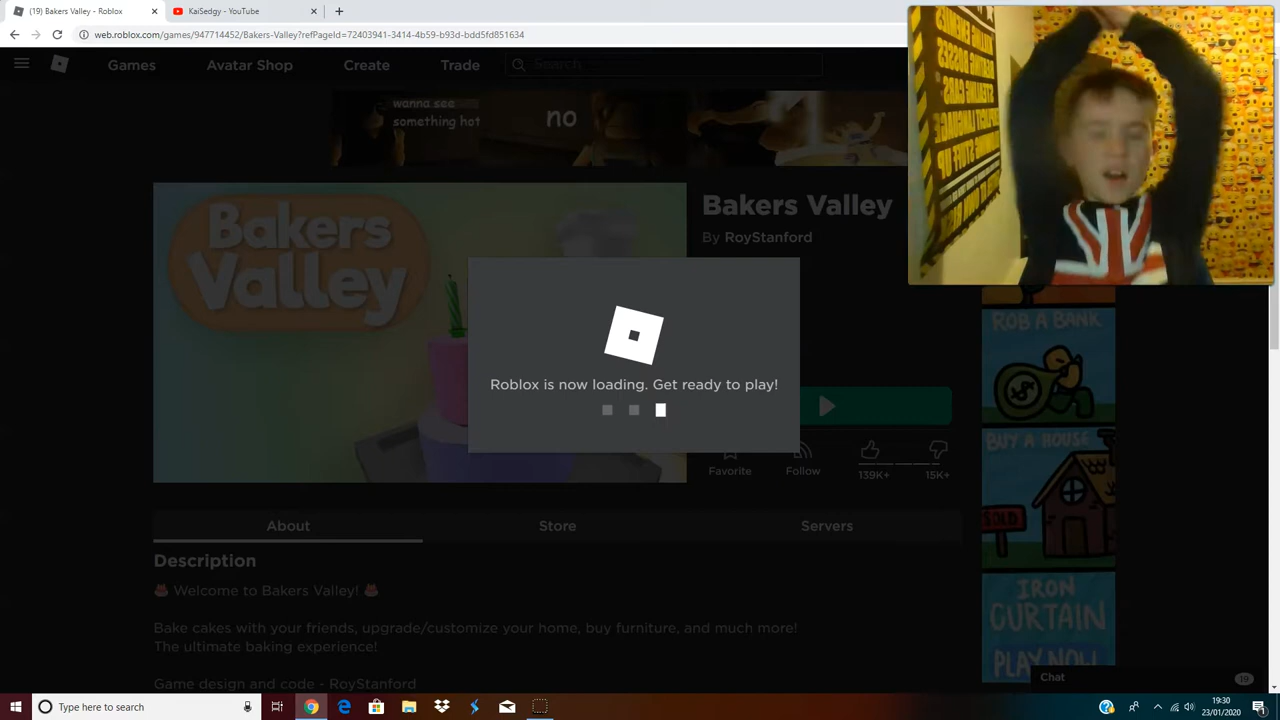 (19) Bakers Valley - Roblox
KaiSedgy - YouTube
web.roblox.com/games/947714452/Bakers-Valley?refPageId=72403941-3414-4b59-b93d-bdd5fd851634
Games
Avatar Shop
Create
Trade
Search
wanna see
something hot
no
Bakers
Valley
Bakers Valley
By RoyStanford
Roblox is now loading. Get ready to play!
Favorite
Follow
139K+
15K+
ROB A BANK
BUY A HOUSE
SOLD
IRON
CURTAIN
PLAY NOW
About
Store
Servers
Description
Welcome to Bakers Valley!
Bake cakes with your friends, upgrade/customize your home, buy furniture, and much more!
The ultimate baking experience!
Game design and code - RoyStanford
Chat
19
Type here to search
19:30
23/01/2020
1